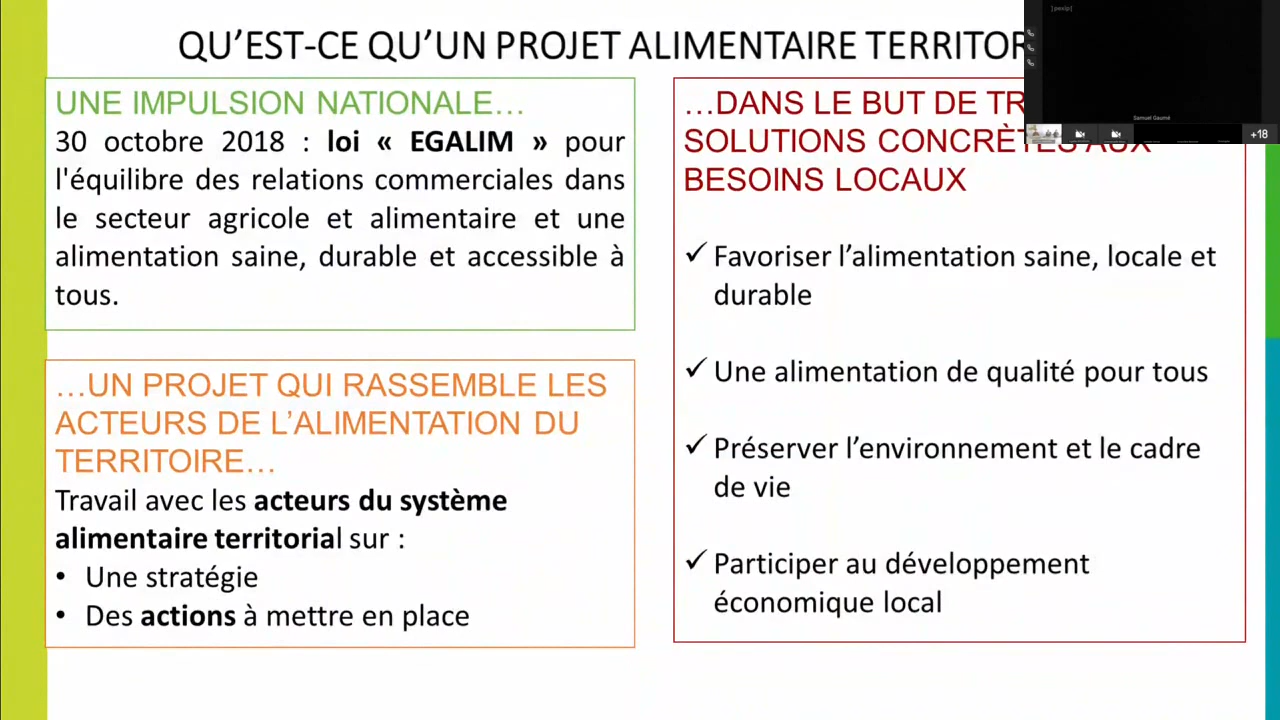 QU’EST-CE QU’UN PROJET ALIMENTAIRE
UNE IMPULSION NATIONALE…
30 octobre 2018 : loi « EGALIM » pour
l'équilibre des relations commerciales dans
le secteur agricole et alimentaire et une
alimentation saine, durable et accessible à
tous.
…UN PROJET QUI RASSEMBLE LES
ACTEURS DE L’ALIMENTATION DU
TERRITOIRE…
Travail avec les acteurs du système
alimentaire territorial sur :
• Une stratégie
• Des actions à mettre en place
…DANS LE BUT DE
SOLUTIONS CONCRÈTES AUX
BESOINS LOCAUX
✓ Favoriser l’alimentation saine, locale et
durable
✓ Une alimentation de qualité pour tous
✓ Préserver l’environnement et le cadre
de vie
✓ Participer au développement
économique local
]pexip[
Samuel Gaumé
+18